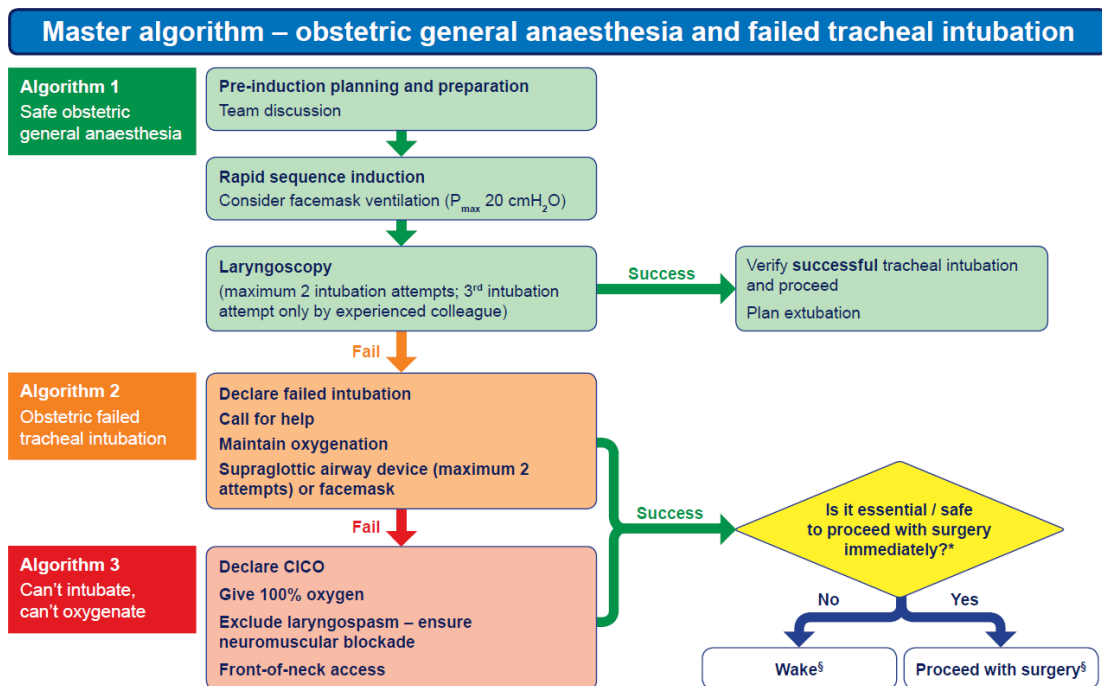 Master algorithm – obstetric general anaesthesia and failed tracheal intubation
Algorithm 1
Safe obstetric
general anaesthesia
Pre-induction planning and preparation
Team discussion
Rapid sequence induction
Consider facemask ventilation (Pmax 20 cmH2O)
Laryngoscopy
(maximum 2 intubation attempts; 3rd intubation
attempt only by experienced colleague)
Success
Verify successful tracheal intubation
and proceed
Plan extubation
Fail
Algorithm 2
Obstetric failed
tracheal intubation
Declare failed intubation
Call for help
Maintain oxygenation
Supraglottic airway device (maximum 2
attempts) or facemask
Success
Is it essential / safe
to proceed with surgery
immediately?*
Fail
Algorithm 3
Can’t intubate,
can’t oxygenate
Declare CICO
Give 100% oxygen
Exclude laryngospasm – ensure
neuromuscular blockade
Front-of-neck access
No
Yes
Wake§
Proceed with surgery§